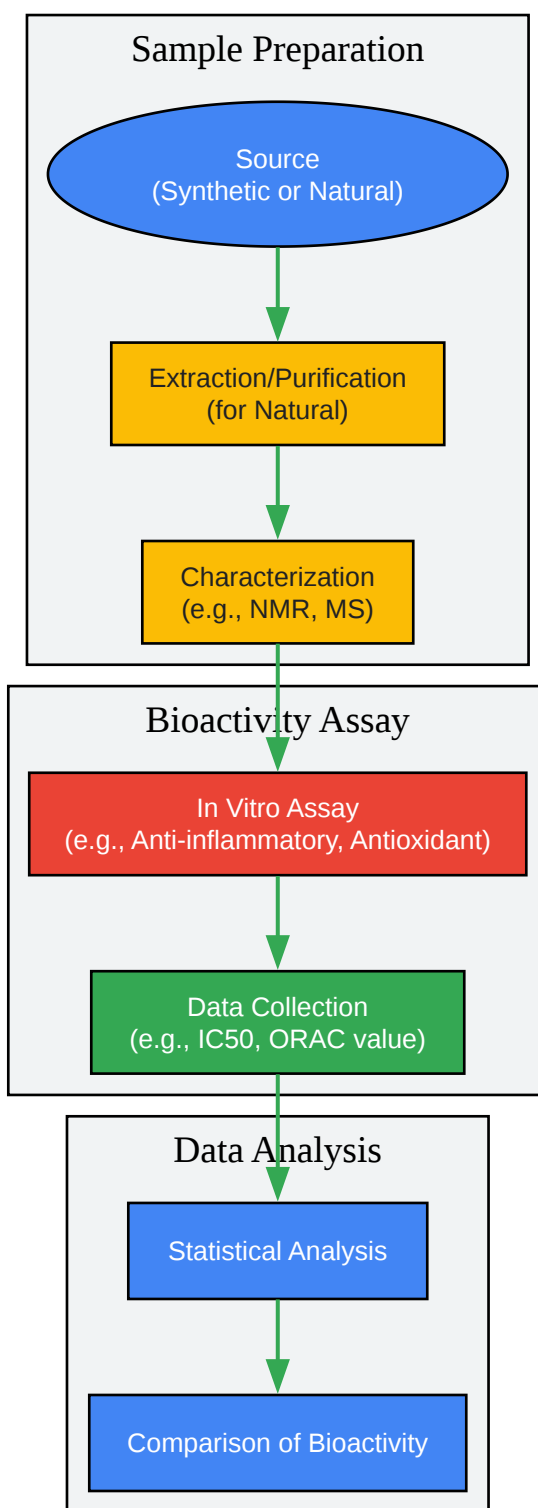 Sample Preparation
Source
(Synthetic or Natural)
Extraction/Purification
(for Natural)
Characterization
(e.g., NMR, MS)
Bioactivity Assay
In Vitro Assay
(e.g., Anti-inflammatory, Antioxidant)
Data Collection
(e.g., IC50, ORAC value)
Data Analysis
Statistical Analysis
Comparison of Bioactivity